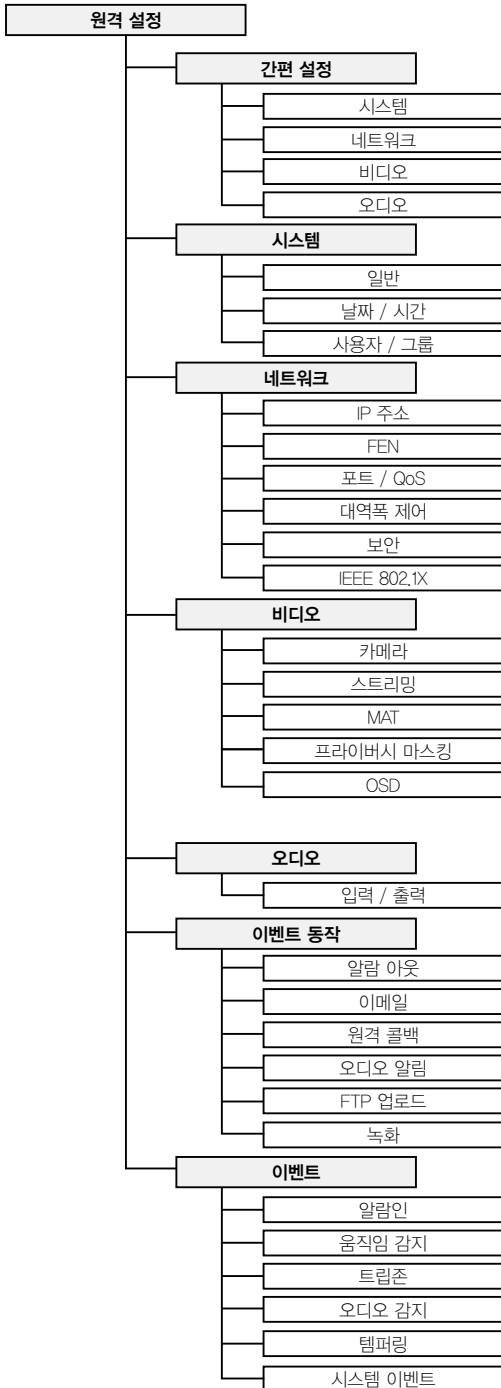 원격 설정
간편 설정
시스템
네트워크
비디오
오디오
시스템
일반
날짜 / 시간
사용자 / 그룹
네트워크
IP 주소
FEN
포트 / QoS
대역폭 제어
보안
IEEE 802.1X
비디오
카메라
스트리밍
MAT
프라이버시 마스킹
OSD
오디오
입력 / 출력
이벤트 동작
알람 아웃
이메일
원격 콜백
오디오 알림
FTP 업로드
녹화
이벤트
알람인
움직임 감지
트립존
오디오 감지
템퍼링
시스템 이벤트